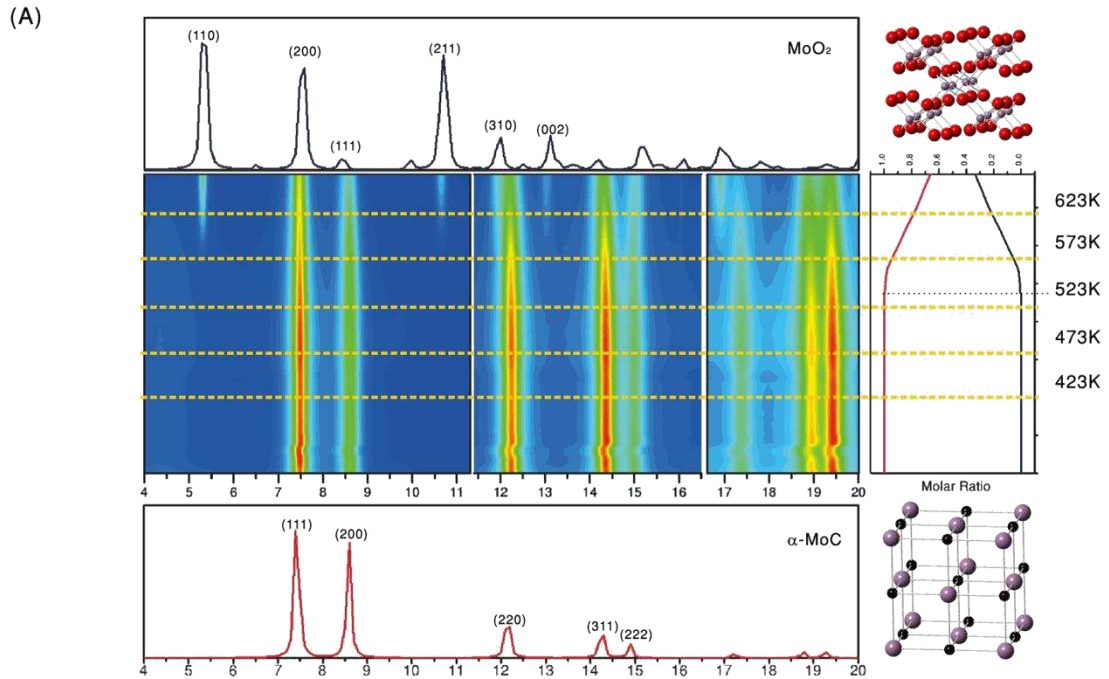 (A)
MoO₂
(110)
(200)
(111)
(211)
(310)
(002)
1.0 0.8 0.6 0.4 0.2 0.0
623K
573K
523K
473K
423K
4 5 6 7 8 9 10 11 12 13 14 15 16 17 18 19 20
Molar Ratio
α-MoC
(111)
(200)
(220)
(311)
(222)
4 5 6 7 8 9 10 11 12 13 14 15 16 17 18 19 20